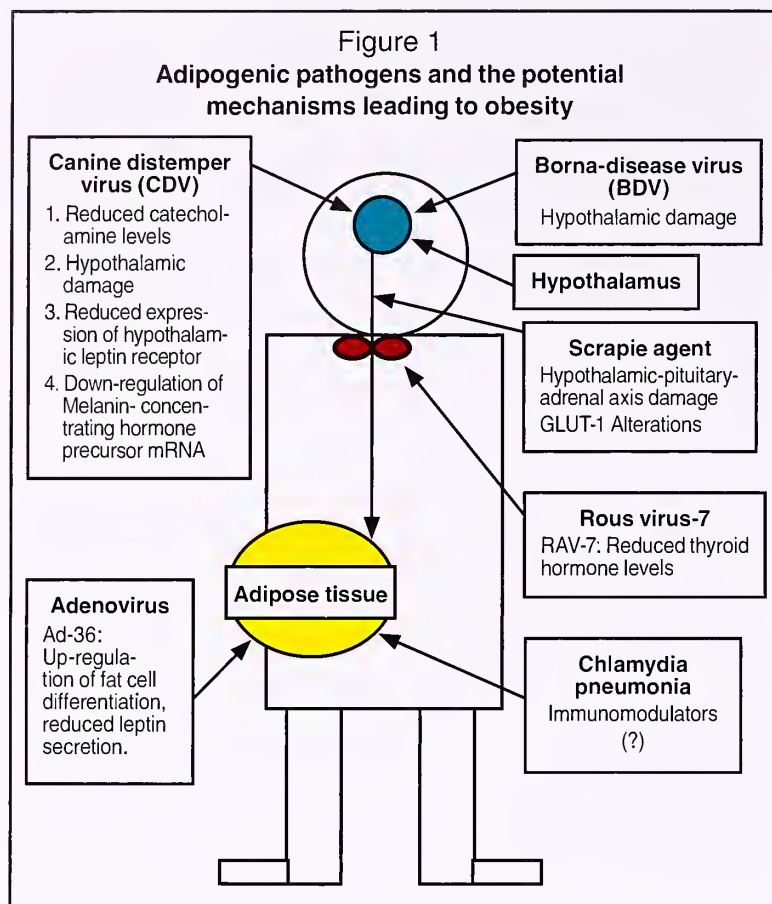 Figure 1
Adipogenic pathogens and the potential
mechanisms leading to obesity
Canine distemper
virus (CDV)
1. Reduced catechol-
amine levels
2. Hypothalamic
damage
3. Reduced expres-
sion of hypothalam-
ic leptin receptor
4. Down-regulation of
Melanin- concen-
trating hormone
precursor mRNA
Borna-disease virus
(BDV)
Hypothalamic damage
Hypothalamus
Scrapie agent
Hypothalamic-pituitary-
adrenal axis damage
GLUT-1 Alterations
Rous virus-7
RAV-7: Reduced thyroid
hormone levels
Adipose tissue
Adenovirus
Ad-36:
Up-regula-
tion of fat cell
differentiation,
reduced leptin
secretion.
Chlamydia
pneumonia
Immunomodulators
(?)